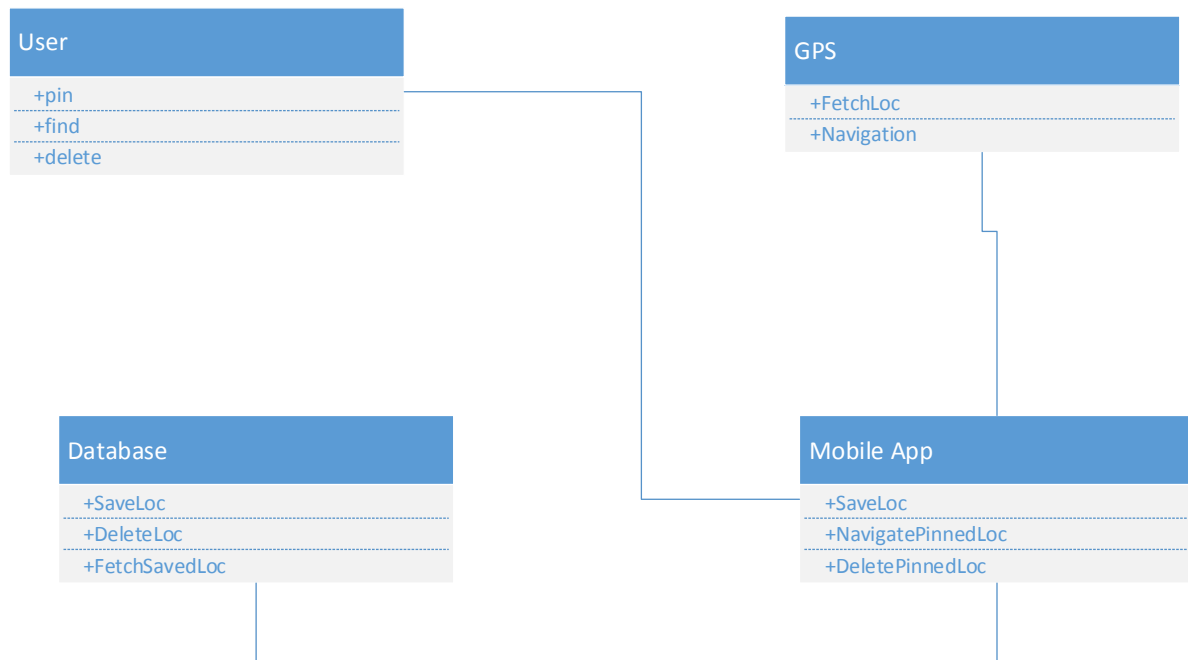 User
+pin
+find
+delete
GPS
+FetchLoc
+Navigation
Database
+SaveLoc
+DeleteLoc
+FetchSavedLoc
Mobile App
+SaveLoc
+NavigatePinnedLoc
+DeletePinnedLoc